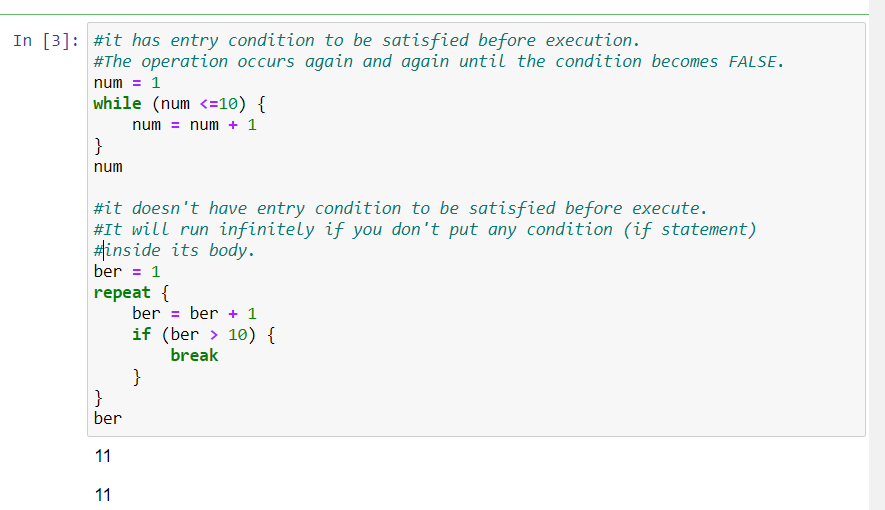 In [3]: #it has entry condition to be satisfied before execution.
#The operation occurs again and again until the condition becomes FALSE.
num = 1
while (num <=10) {
    num = num + 1
}
num

#it doesn't have entry condition to be satisfied before execute.
#It will run infinitely if you don't put any condition (if statement)
#inside its body.
ber = 1
repeat {
    ber = ber + 1
    if (ber > 10) {
        break
    }
}
ber
11
11